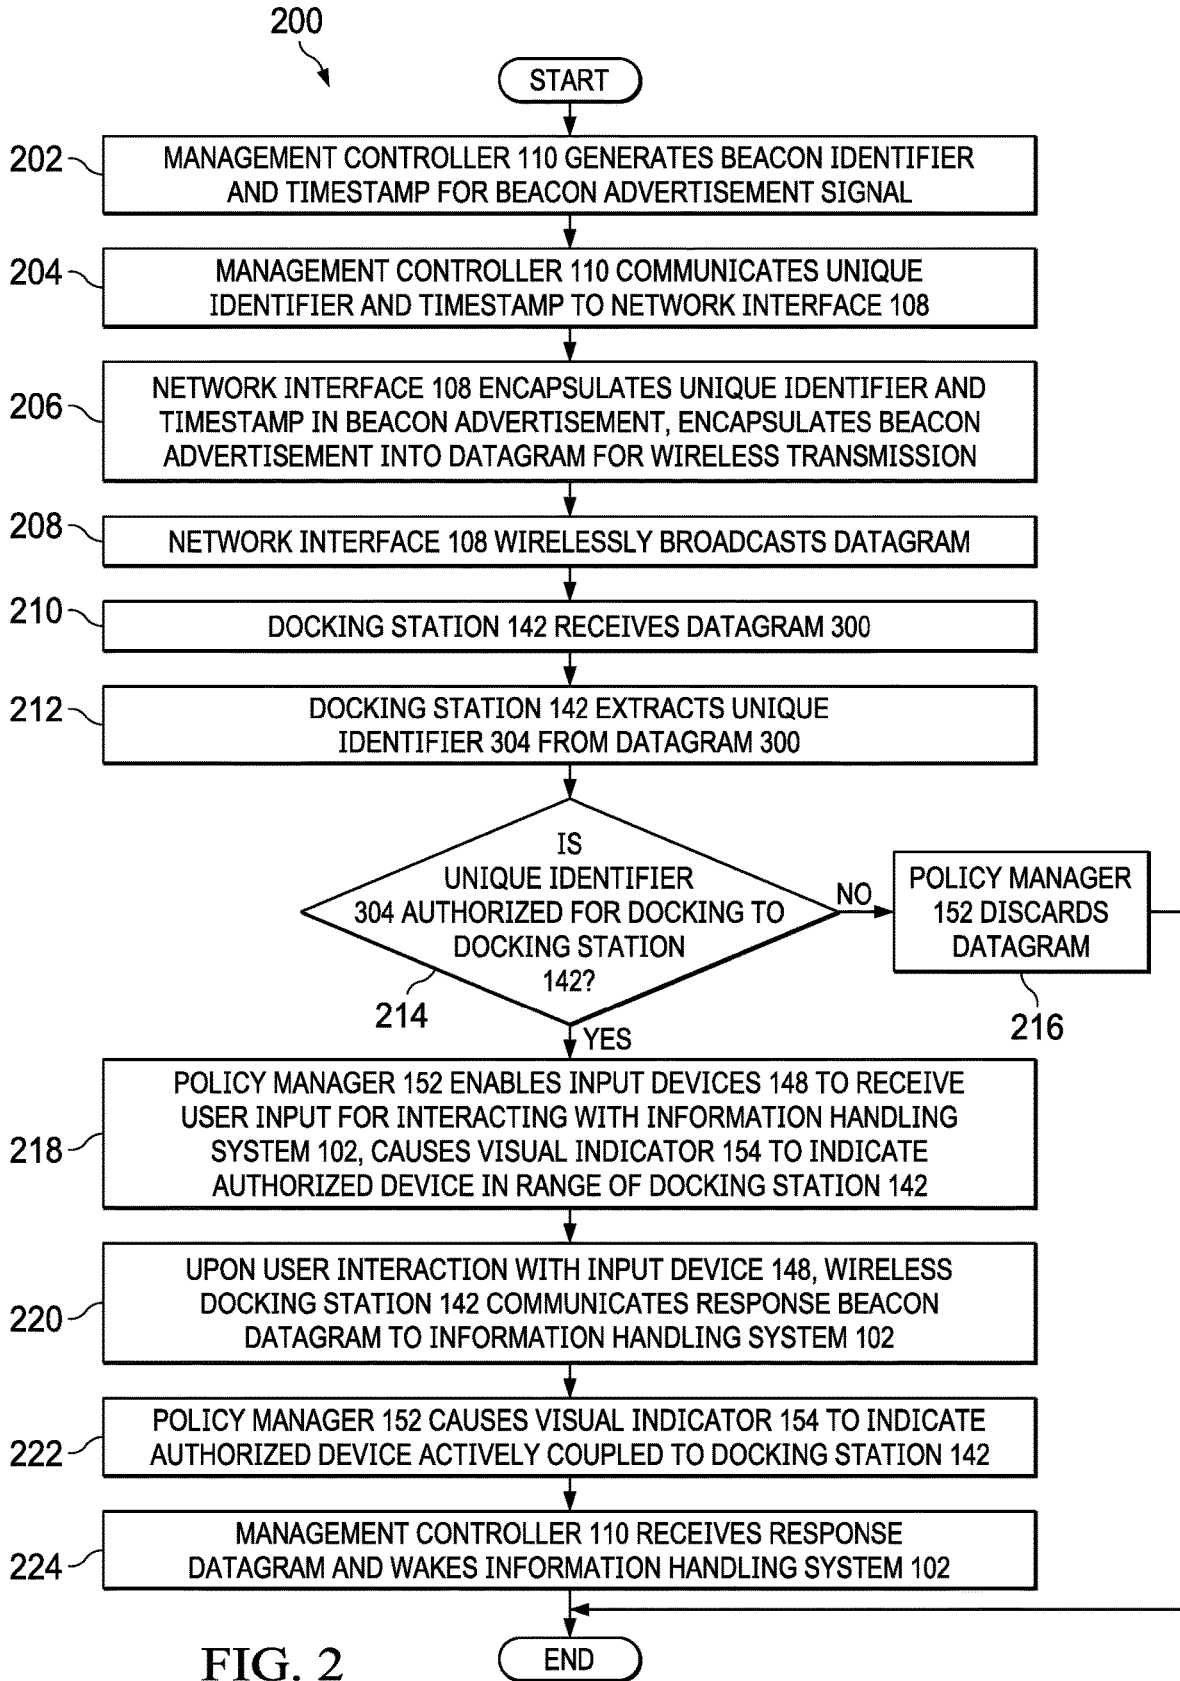 200
START
202
MANAGEMENT CONTROLLER 110 GENERATES BEACON IDENTIFIER
AND TIMESTAMP FOR BEACON ADVERTISEMENT SIGNAL
204
MANAGEMENT CONTROLLER 110 COMMUNICATES UNIQUE
IDENTIFIER AND TIMESTAMP TO NETWORK INTERFACE 108
206
NETWORK INTERFACE 108 ENCAPSULATES UNIQUE IDENTIFIER AND
TIMESTAMP IN BEACON ADVERTISEMENT, ENCAPSULATES BEACON
ADVERTISEMENT INTO DATAGRAM FOR WIRELESS TRANSMISSION
208
NETWORK INTERFACE 108 WIRELESSLY BROADCASTS DATAGRAM
210
DOCKING STATION 142 RECEIVES DATAGRAM 300
212
DOCKING STATION 142 EXTRACTS UNIQUE
IDENTIFIER 304 FROM DATAGRAM 300
IS
UNIQUE IDENTIFIER
304 AUTHORIZED FOR DOCKING TO
DOCKING STATION
142?
214
NO
POLICY MANAGER
152 DISCARDS
DATAGRAM
216
YES
218
POLICY MANAGER 152 ENABLES INPUT DEVICES 148 TO RECEIVE
USER INPUT FOR INTERACTING WITH INFORMATION HANDLING
SYSTEM 102, CAUSES VISUAL INDICATOR 154 TO INDICATE
AUTHORIZED DEVICE IN RANGE OF DOCKING STATION 142
220
UPON USER INTERACTION WITH INPUT DEVICE 148, WIRELESS
DOCKING STATION 142 COMMUNICATES RESPONSE BEACON
DATAGRAM TO INFORMATION HANDLING SYSTEM 102
222
POLICY MANAGER 152 CAUSES VISUAL INDICATOR 154 TO INDICATE
AUTHORIZED DEVICE ACTIVELY COUPLED TO DOCKING STATION 142
224
MANAGEMENT CONTROLLER 110 RECEIVES RESPONSE
DATAGRAM AND WAKES INFORMATION HANDLING SYSTEM 102
END
FIG. 2